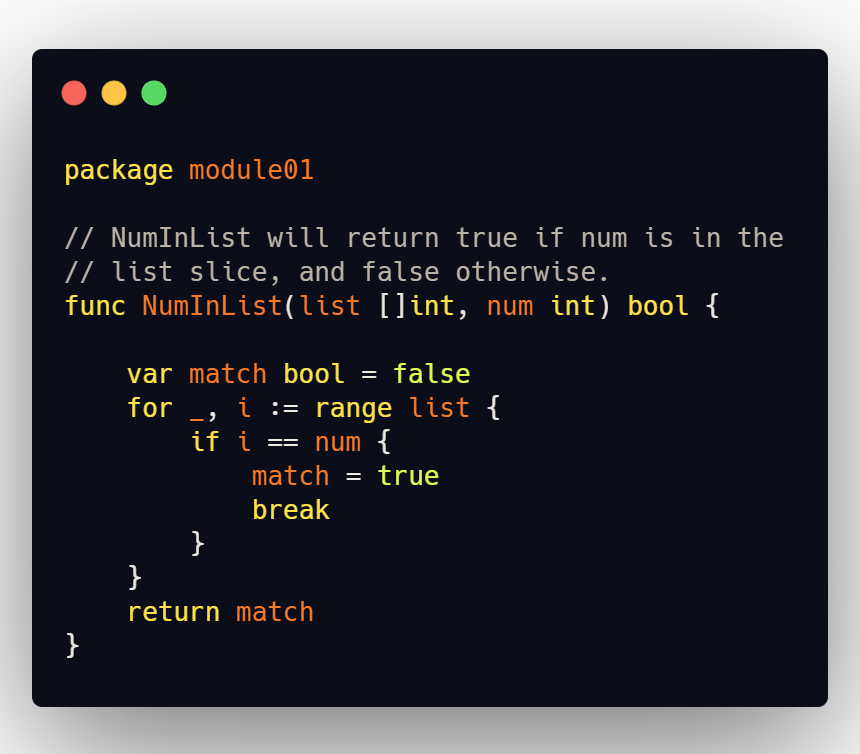 package module01

// NumInList will return true if num is in the
// list slice, and false otherwise.
func NumInList(list []int, num int) bool {

    var match bool = false
    for _, i := range list {
        if i == num {
            match = true
            break
        }
    }
    return match
}